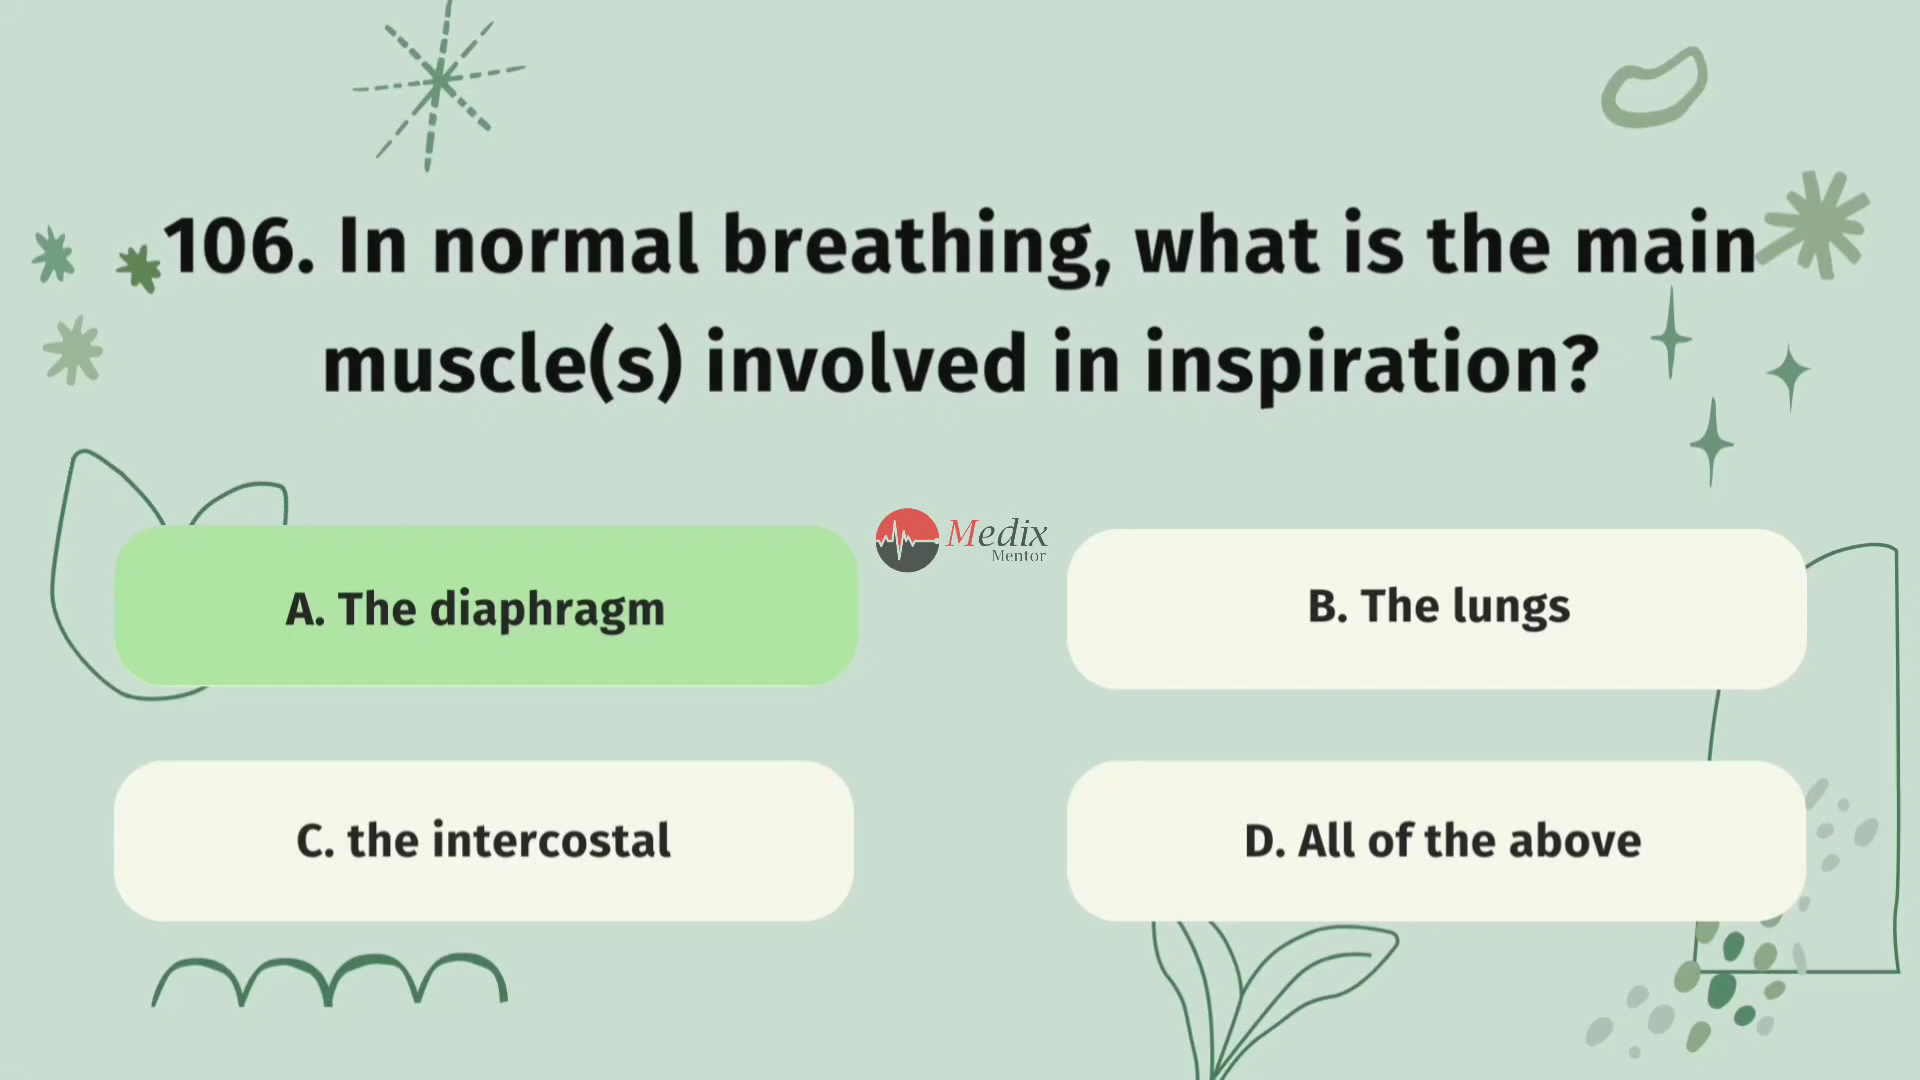 106. In normal breathing, what is the main
muscle(s) involved in inspiration?
Medix
Mentor
A. The diaphragm
B. The lungs
C. the intercostal
D. All of the above